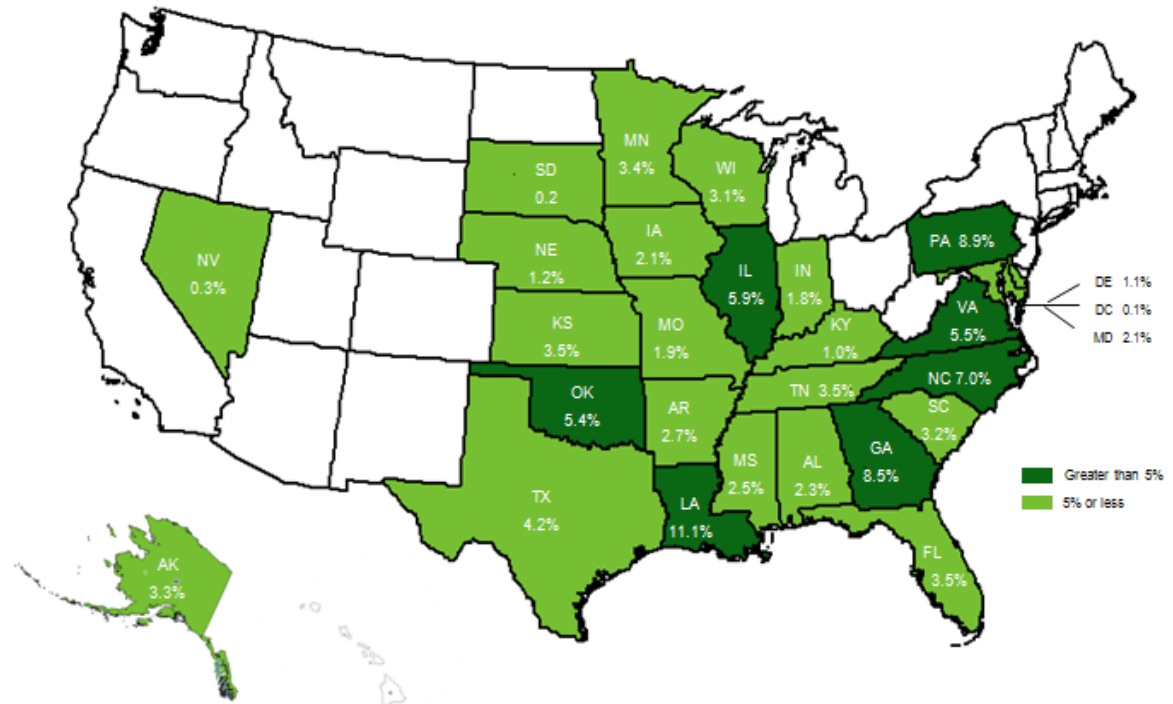 MN
3.4%
WI
3.1%
SD
0.2
IA
2.1%
NE
1.2%
PA 8.9%
NV
0.3%
IL
5.9%
IN
1.8%
DE 1.1%
DC 0.1%
MD 2.1%
VA
5.5%
KS
3.5%
MO
1.9%
KY
1.0%
NC 7.0%
TN 3.5%
OK
5.4%
AR
2.7%
SC
3.2%
GA
8.5%
MS
2.5%
AL
2.3%
Greater than 5%
5% or less
TX
4.2%
LA
11.1%
FL
3.5%
AK
3.3%